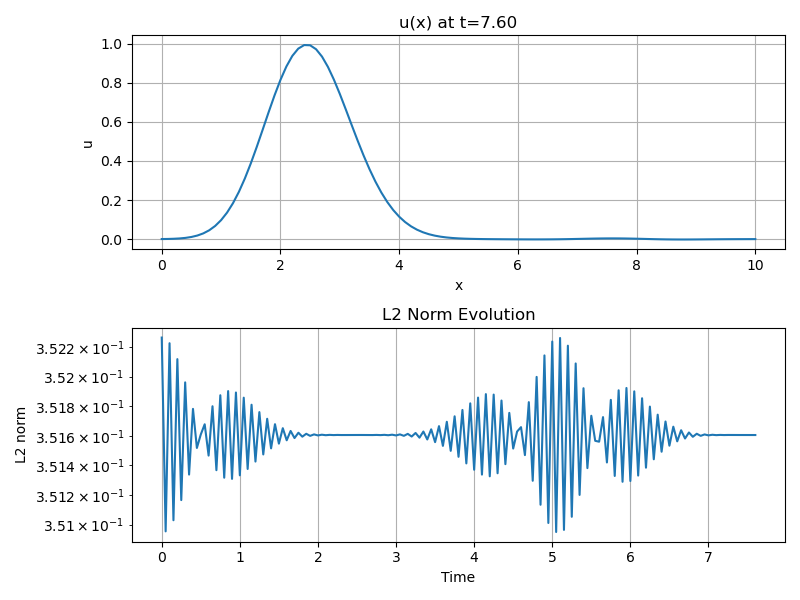 u(x) at t=7.60
1.0
0.8
0.6
0.4
0.2
0.0
u
0 2 4 6 8 10
x
L2 Norm Evolution
3.522 × 10⁻¹
3.52 × 10⁻¹
3.518 × 10⁻¹
3.516 × 10⁻¹
3.514 × 10⁻¹
3.512 × 10⁻¹
3.51 × 10⁻¹
L2 norm
0 1 2 3 4 5 6 7
Time